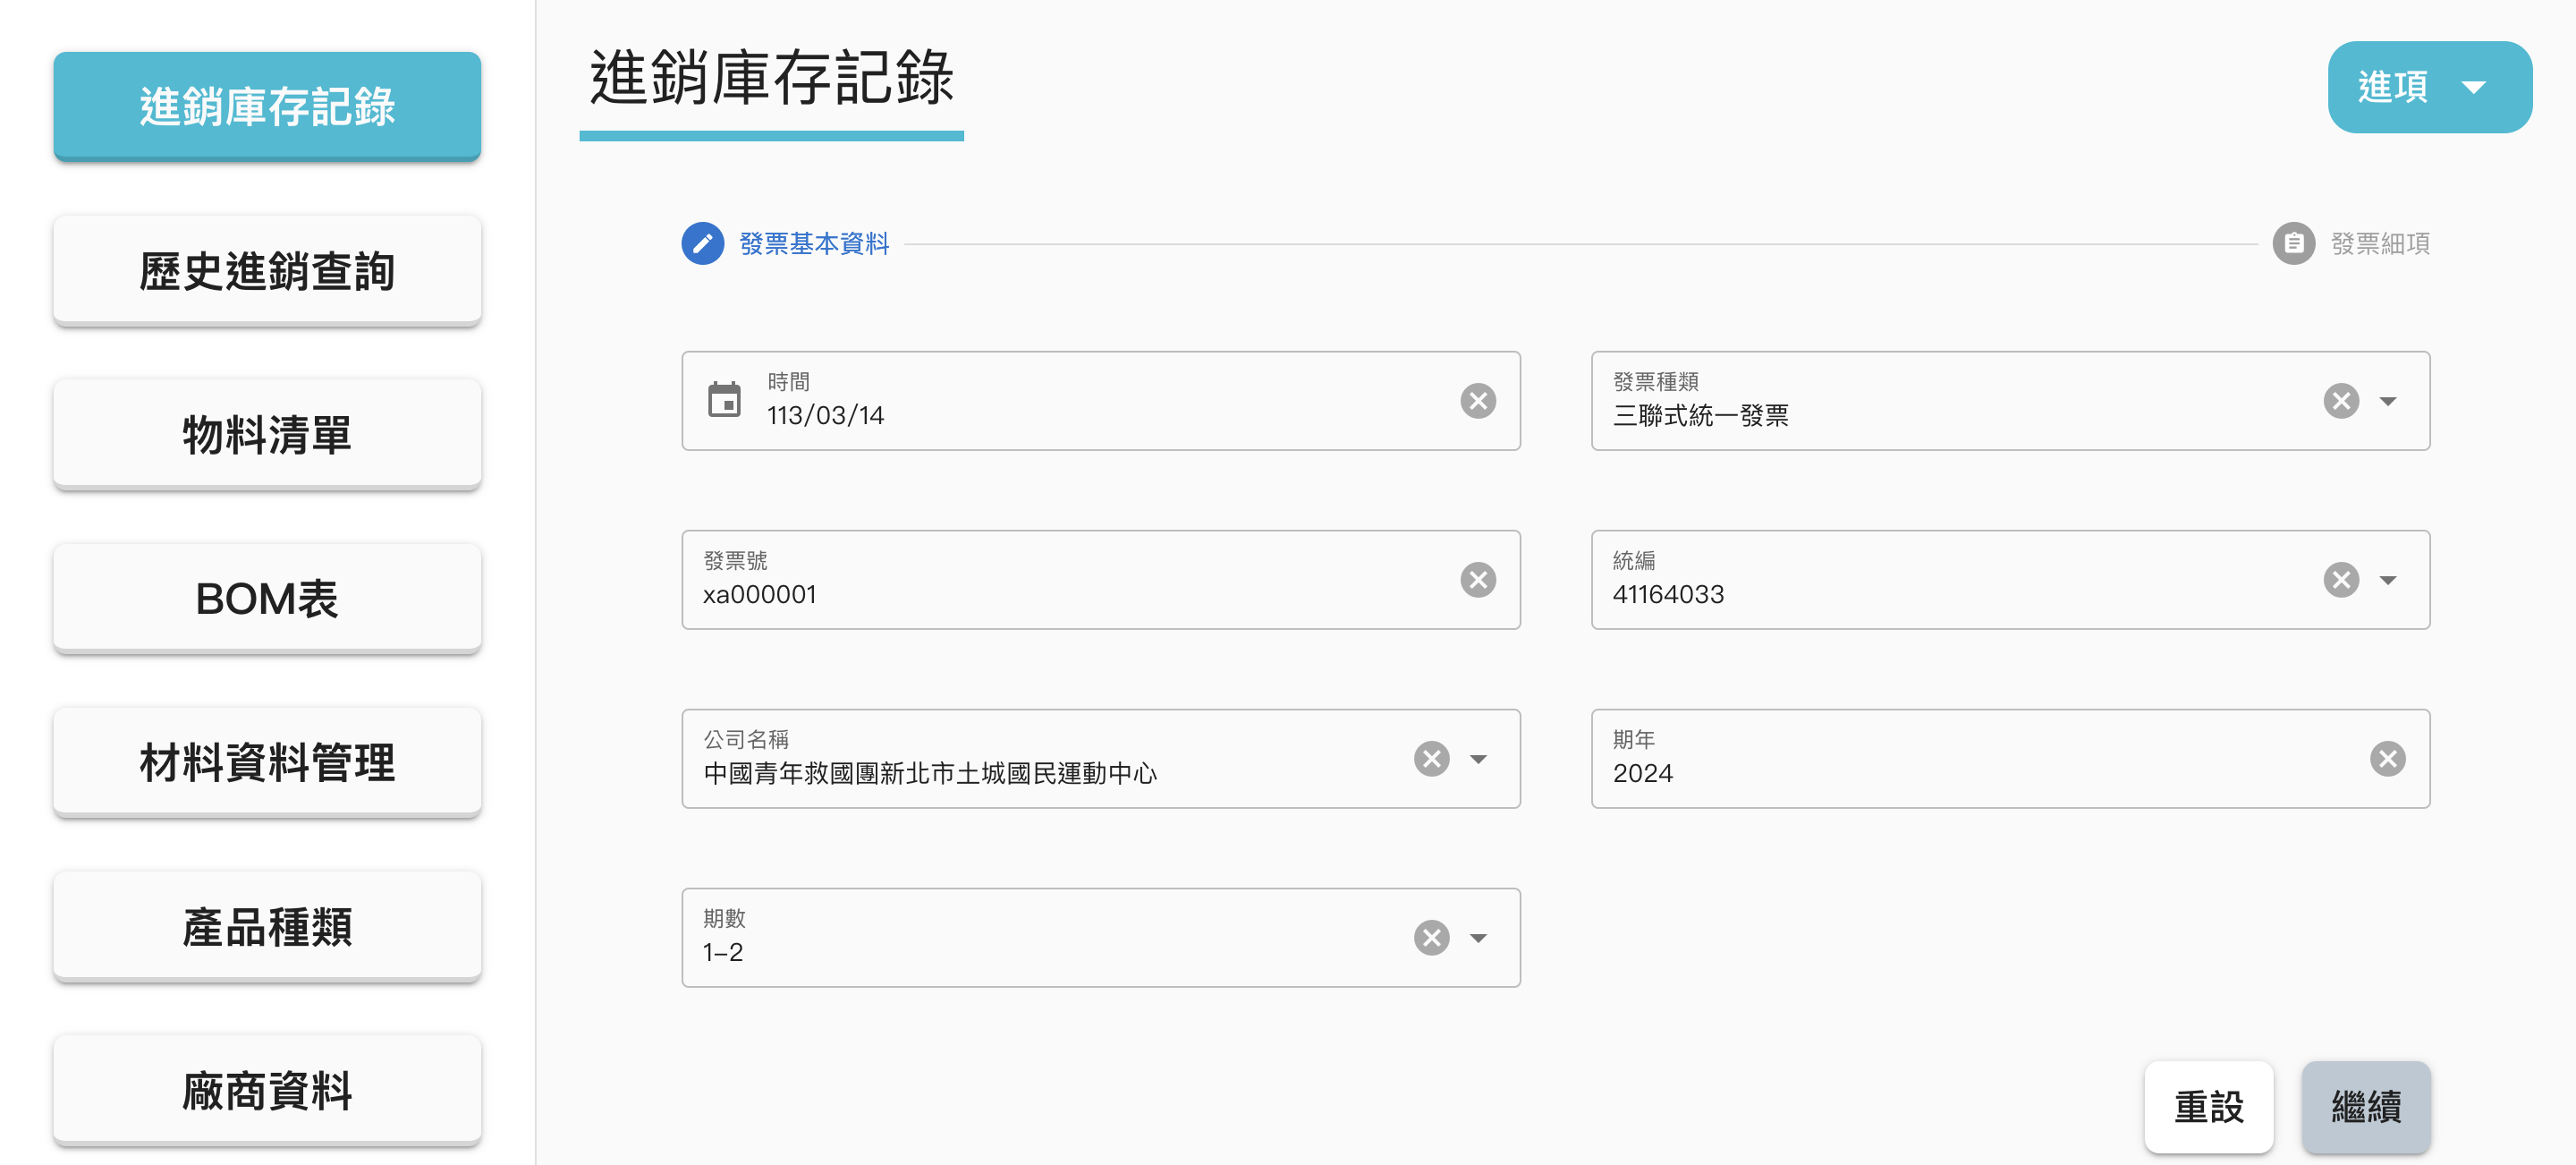 進銷庫存記錄
歷史進銷查詢
物料清單
BOM表
材料資料管理
產品種類
廠商資料
進銷庫存記錄
進項
發票基本資料
發票細項
時間
113/03/14
發票種類
三聯式統一發票
發票號
xa000001
統編
41164033
公司名稱
中國青年救國團新北市土城國民運動中心
期年
2024
期數
1-2
重設
繼續